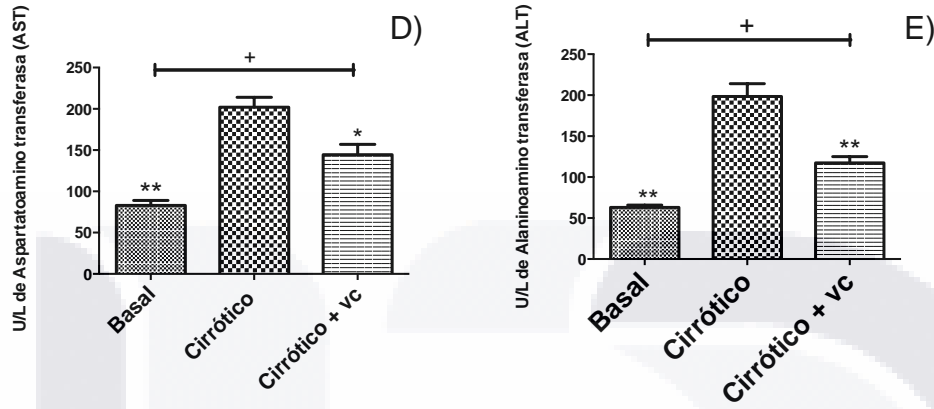 D)
U/L de Aspartatoamino transferasa (AST)
250
200
150
100
50
0
+
**
*
Basal
Cirrótico
Cirrótico + vc
E)
U/L de Alaninoamino transferasa (ALT)
250
200
150
100
50
0
+
**
**
Basal
Cirrótico
Cirrótico + vc